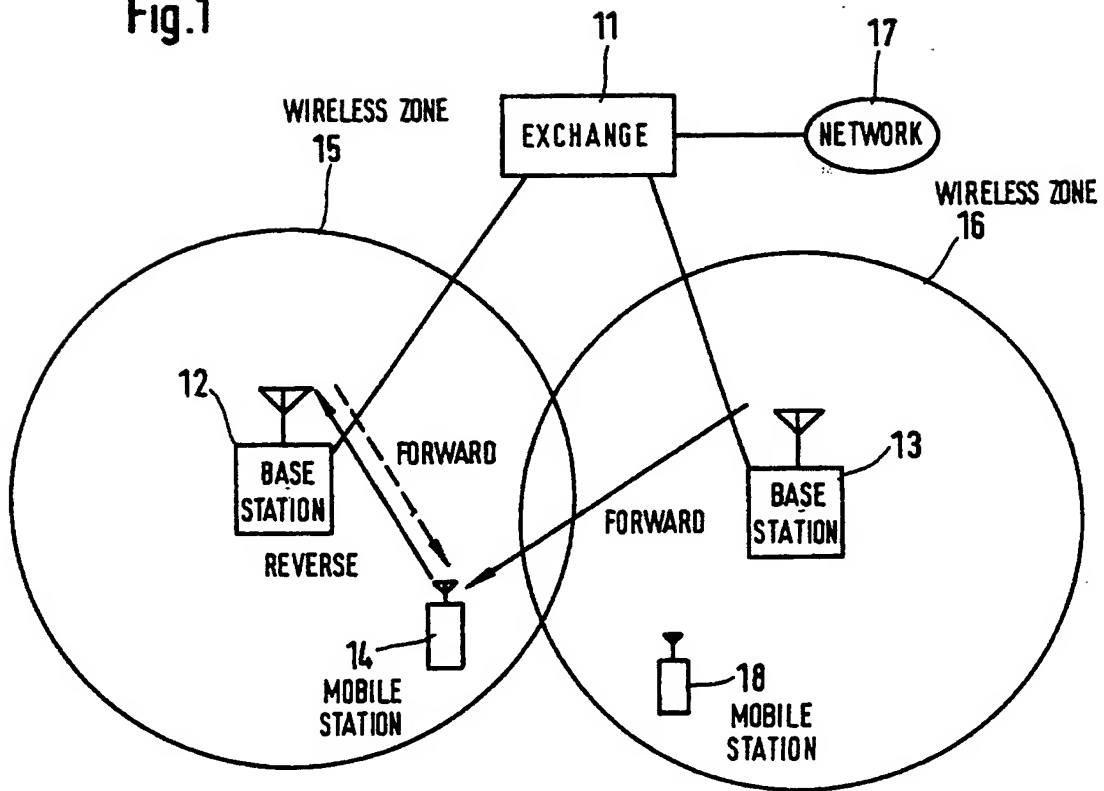 Fig.1
11
17
WIRELESS ZONE
15
EXCHANGE
NETWORK
WIRELESS ZONE
16
12
FORWARD
BASE
STATION
13
BASE
STATION
FORWARD
REVERSE
14
MOBILE
STATION
18
MOBILE
STATION